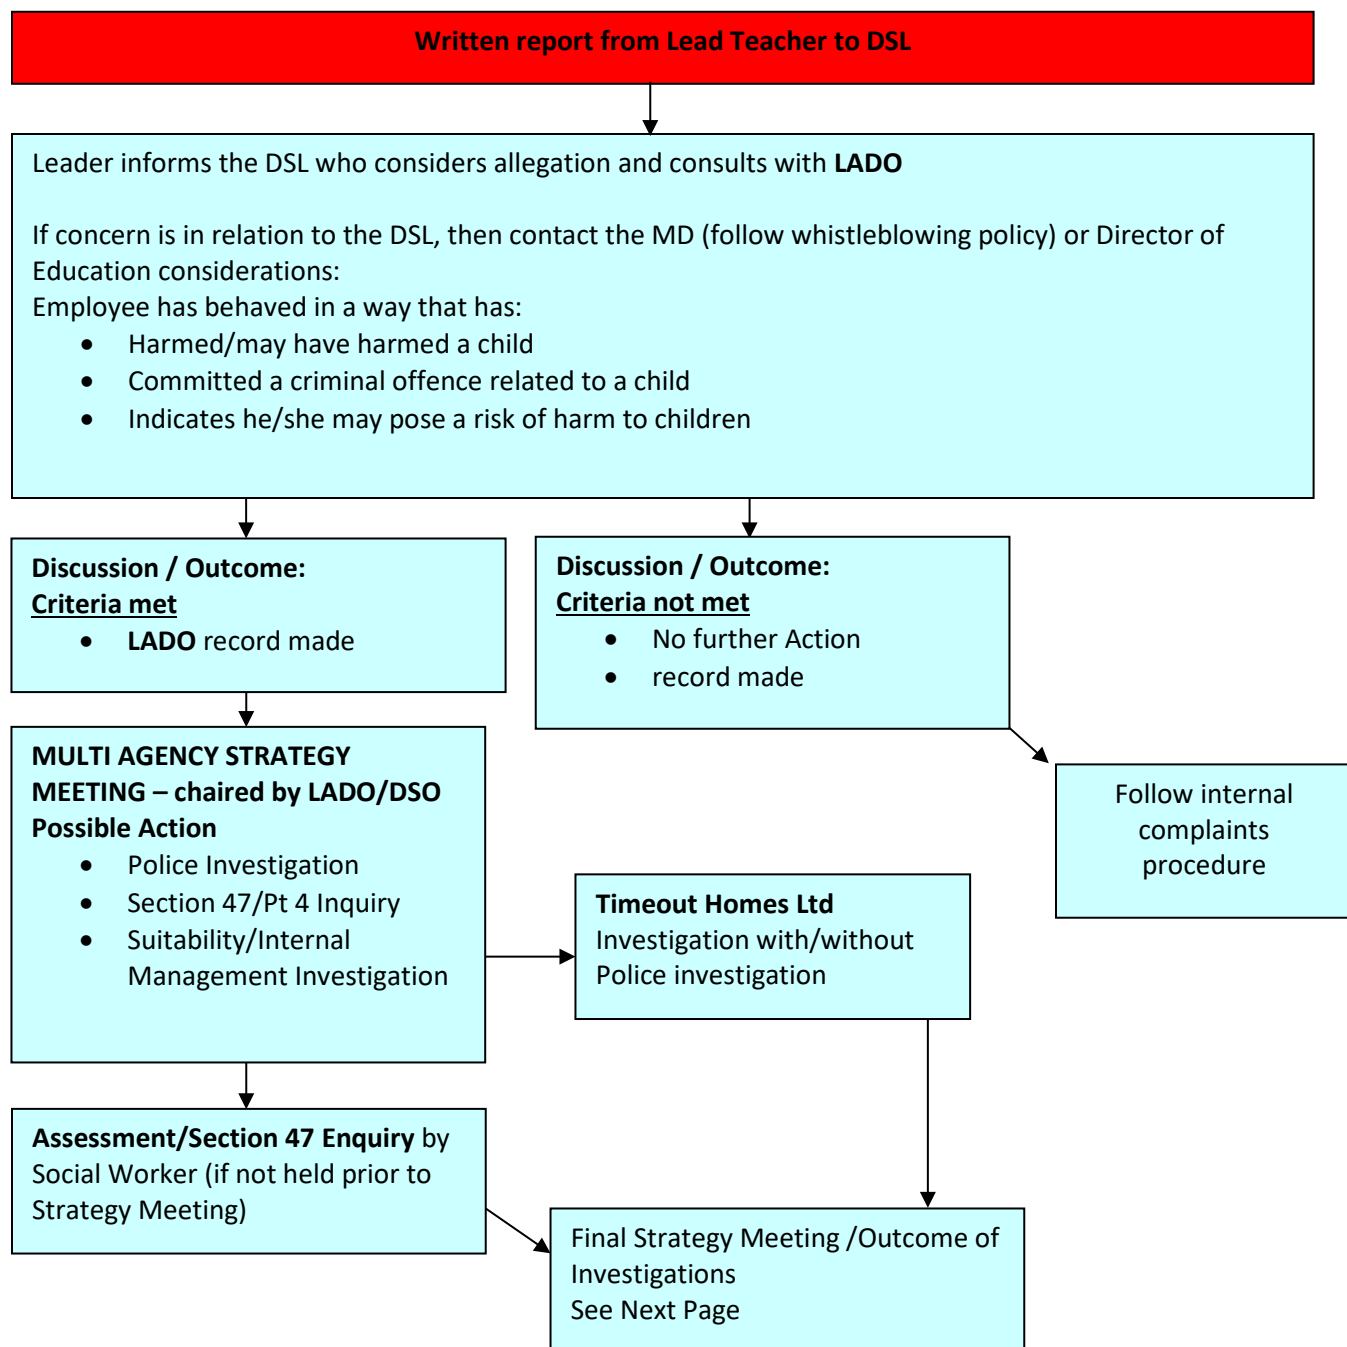 Written report from Lead Teacher to DSL
Leader informs the DSL who considers allegation and consults with LADO
If concern is in relation to the DSL, then contact the MD (follow whistleblowing policy) or Director of
Education considerations:
Employee has behaved in a way that has:
• Harmed/may have harmed a child
• Committed a criminal offence related to a child
• Indicates he/she may pose a risk of harm to children
Discussion / Outcome:
Criteria met
• LADO record made
Discussion / Outcome:
Criteria not met
• No further Action
• record made
MULTI AGENCY STRATEGY
MEETING – chaired by LADO/DSO
Possible Action
• Police Investigation
• Section 47/Pt 4 Inquiry
• Suitability/Internal
Management Investigation
Follow internal
complaints
procedure
Timeout Homes Ltd
Investigation with/without
Police investigation
Assessment/Section 47 Enquiry by
Social Worker (if not held prior to
Strategy Meeting)
Final Strategy Meeting /Outcome of
Investigations
See Next Page